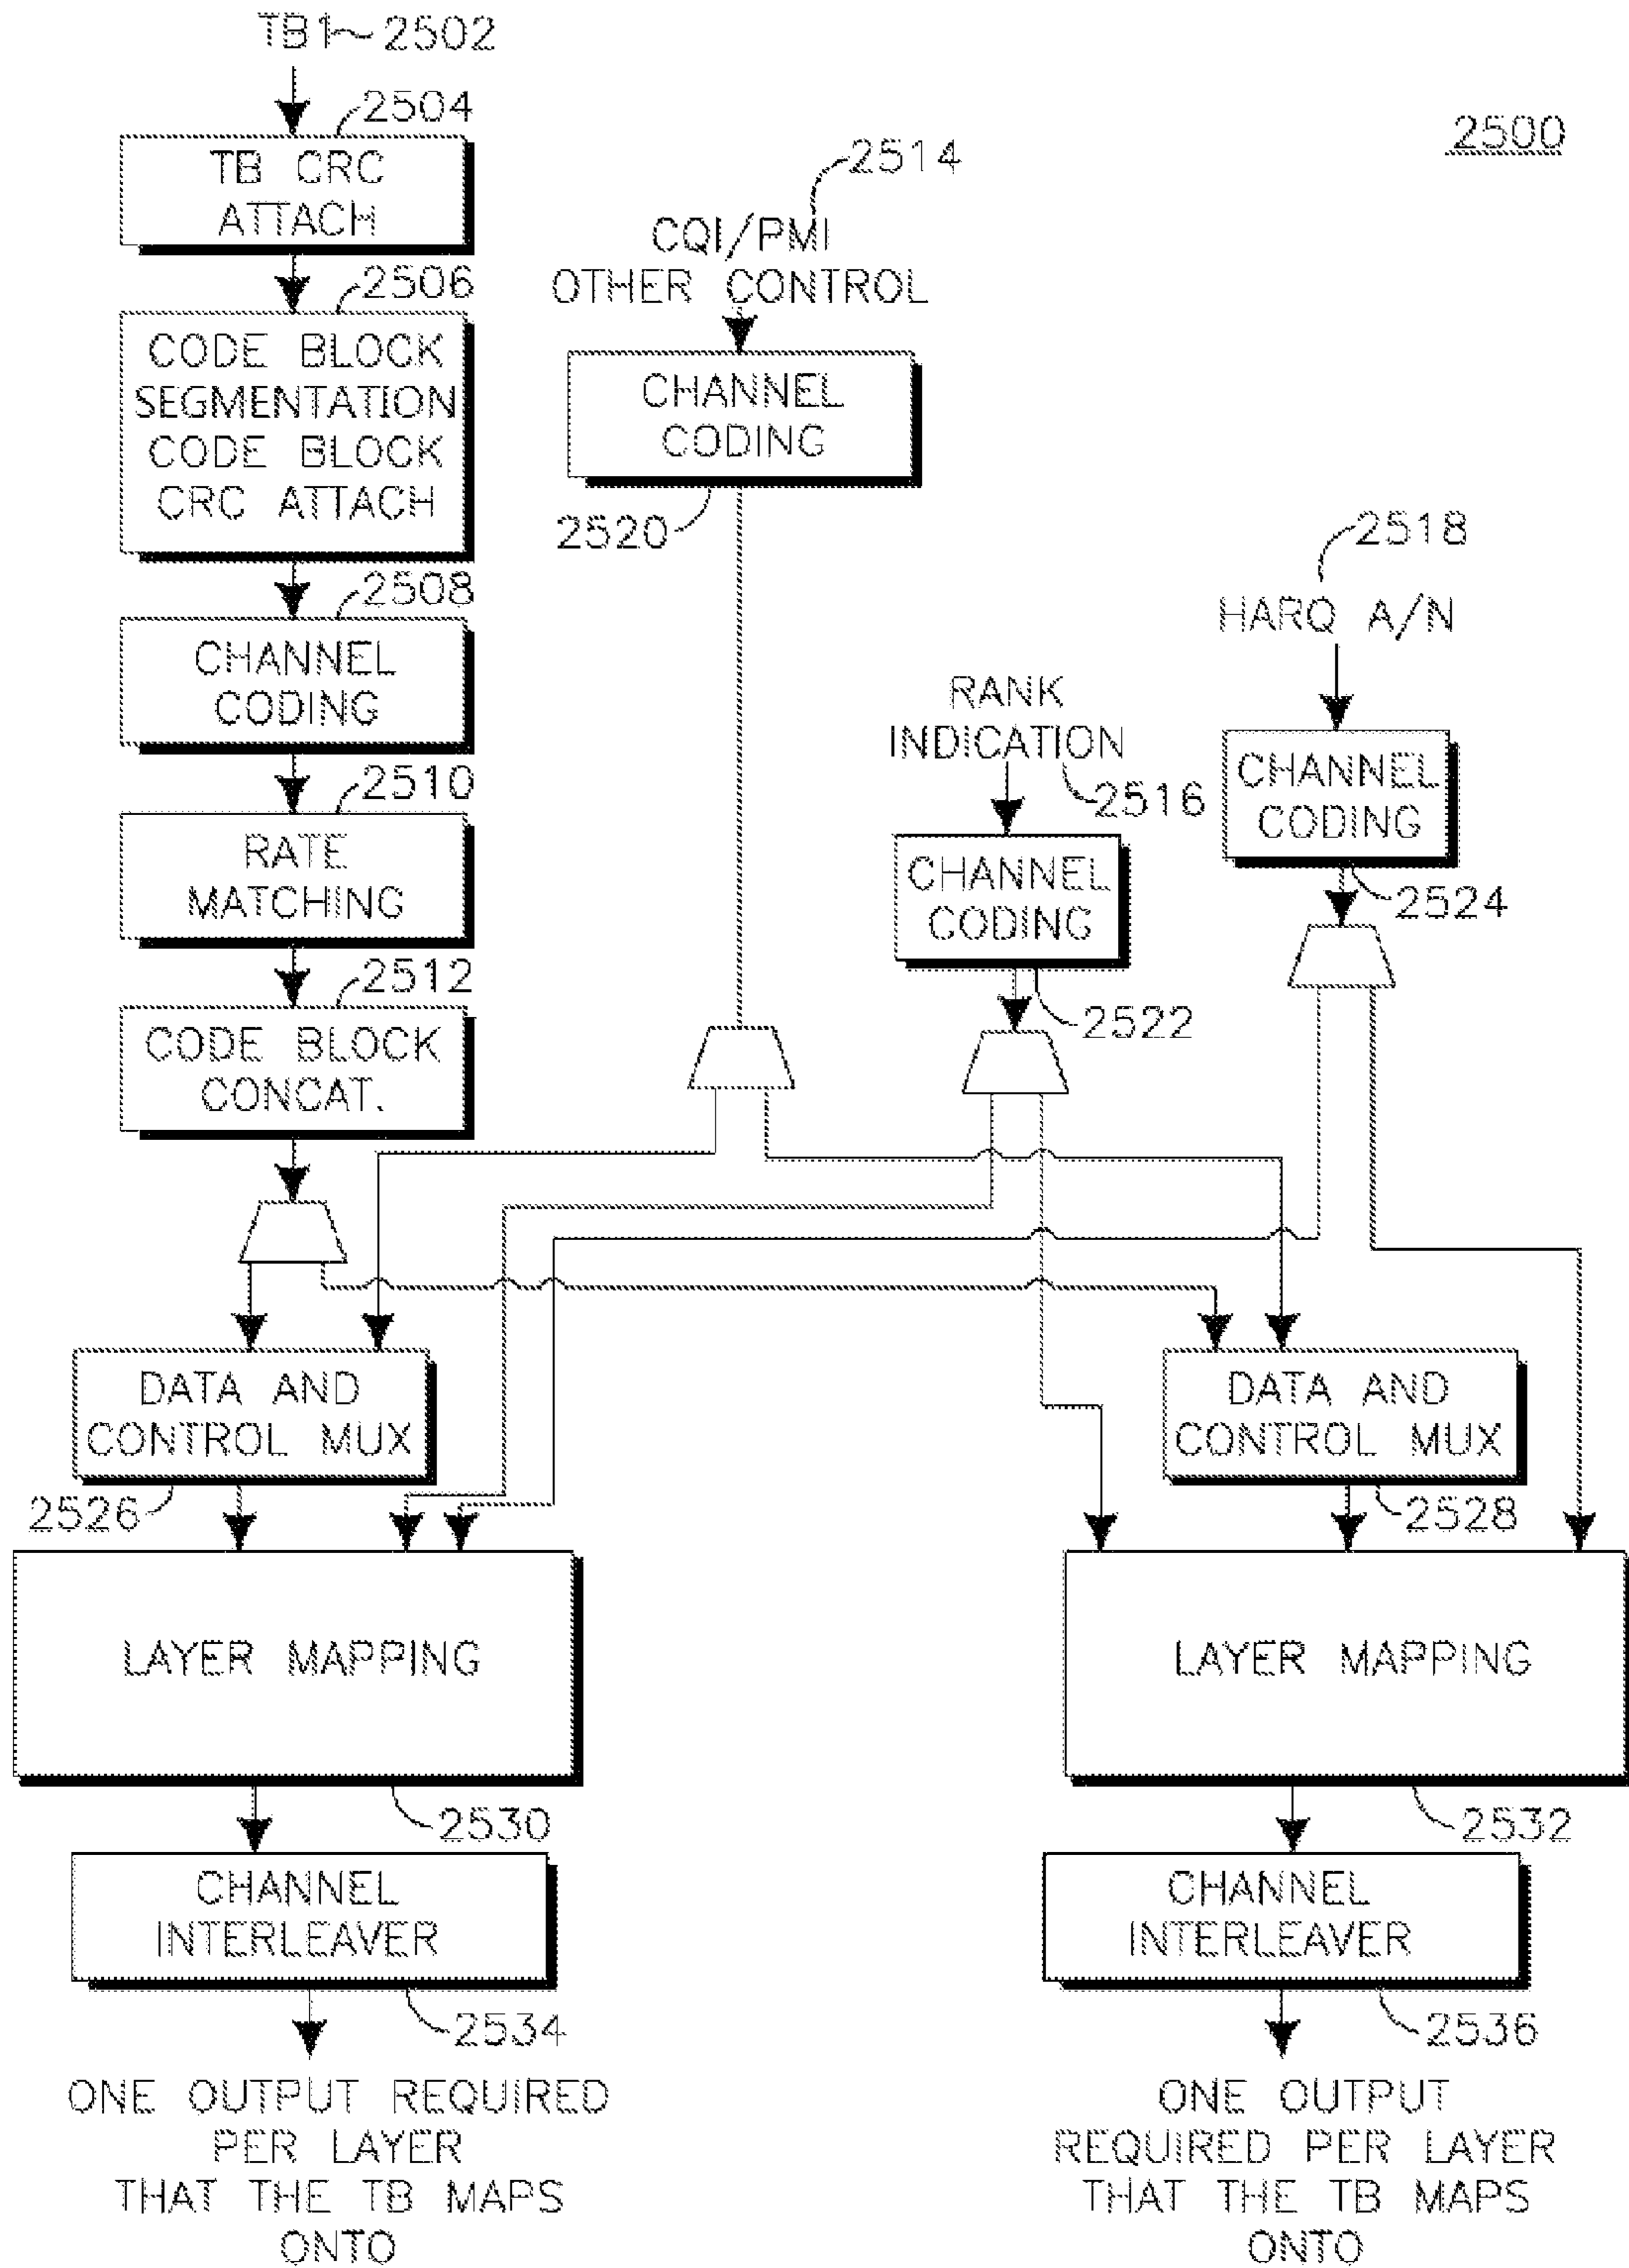 TB1~2502
2504
TB CRC
ATTACH
2500
2514
CQI/PMI
OTHER CONTROL
2506
CODE BLOCK
SEGMENTATION
CODE BLOCK
CRC ATTACH
CHANNEL
CODING
2520
2518
HARQ A/N
2508
CHANNEL
CODING
RANK
INDICATION
2516
CHANNEL
CODING
2524
2510
RATE
MATCHING
CHANNEL
CODING
2522
2512
CODE BLOCK
CONCAT.
DATA AND
CONTROL MUX
2526
DATA AND
CONTROL MUX
2528
LAYER MAPPING
2530
LAYER MAPPING
2532
CHANNEL
INTERLEAVER
2534
CHANNEL
INTERLEAVER
2536
ONE OUTPUT REQUIRED
PER LAYER
THAT THE TB MAPS
ONTO
ONE OUTPUT
REQUIRED PER LAYER
THAT THE TB MAPS
ONTO